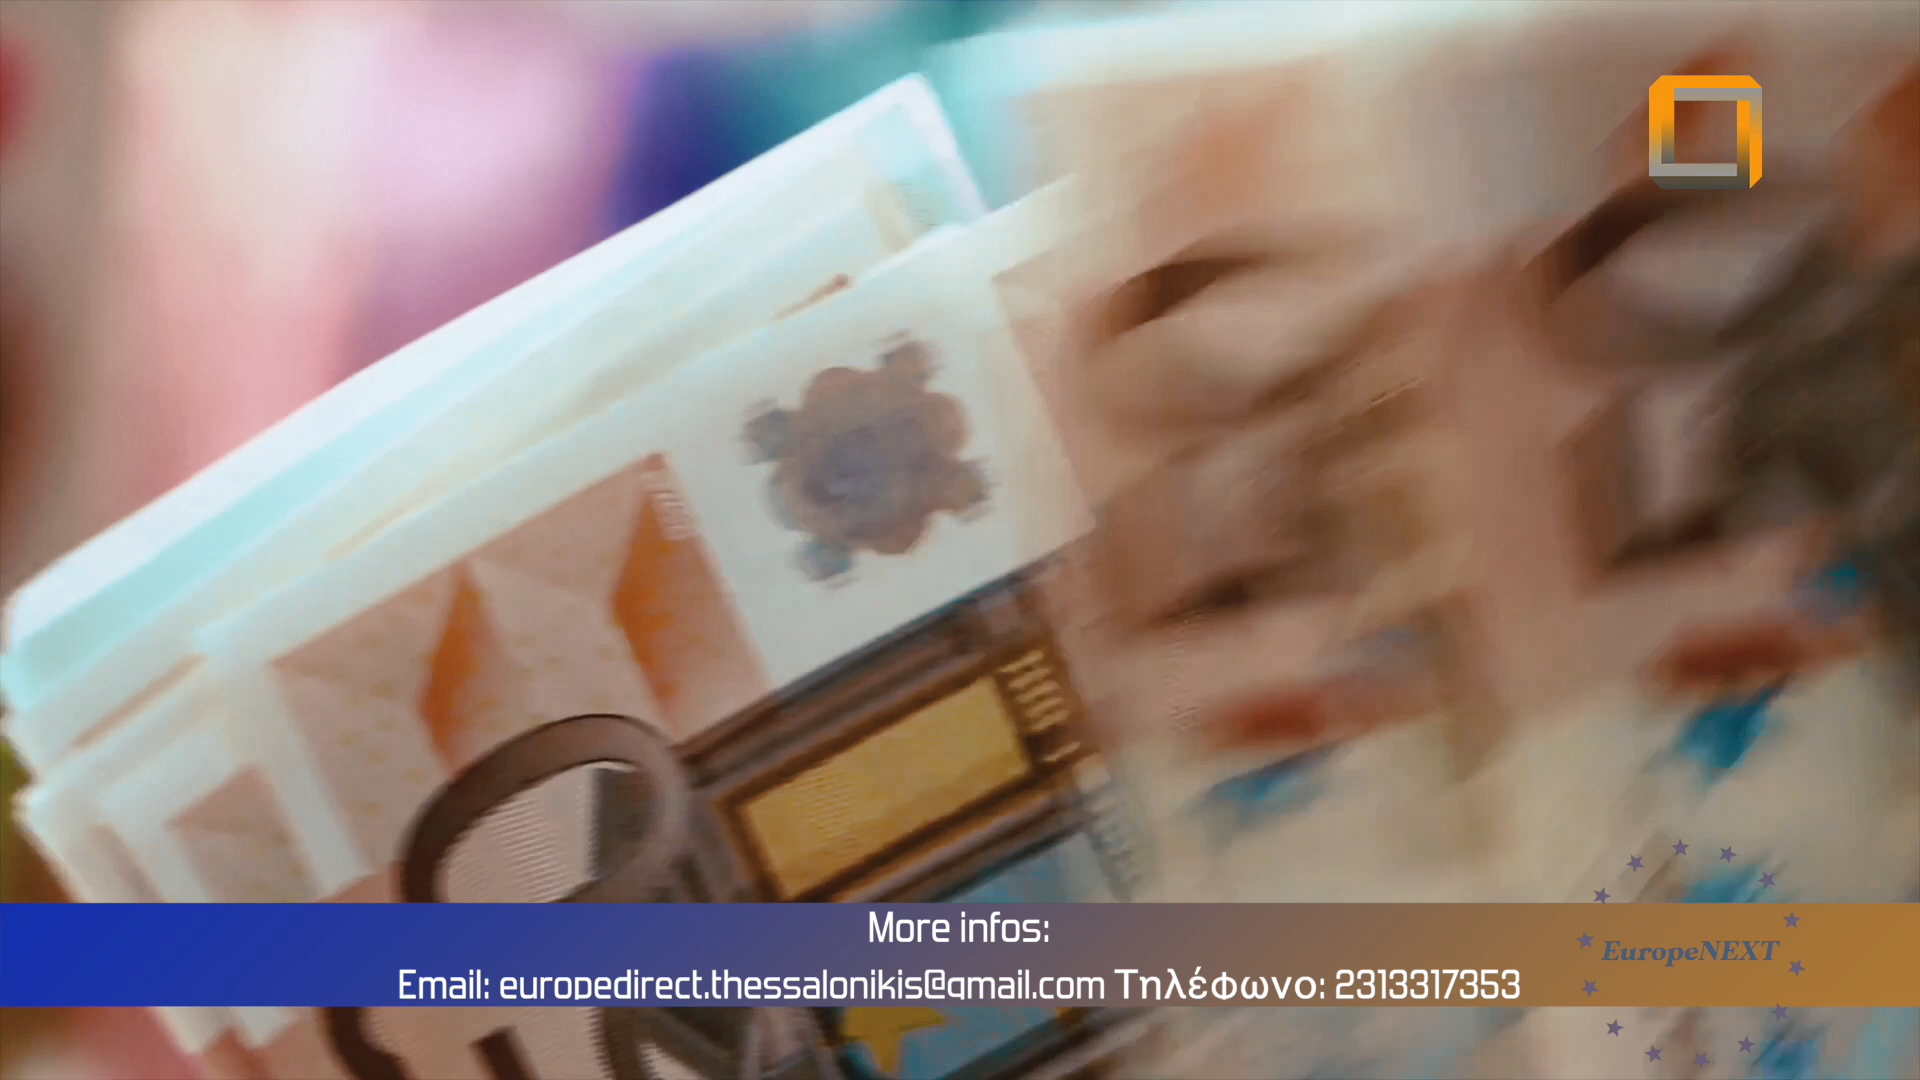 More infos:
Email: europedirect.thessalonikis@gmail.com Τηλέφωνο: 2313317353
EuropeNEXT